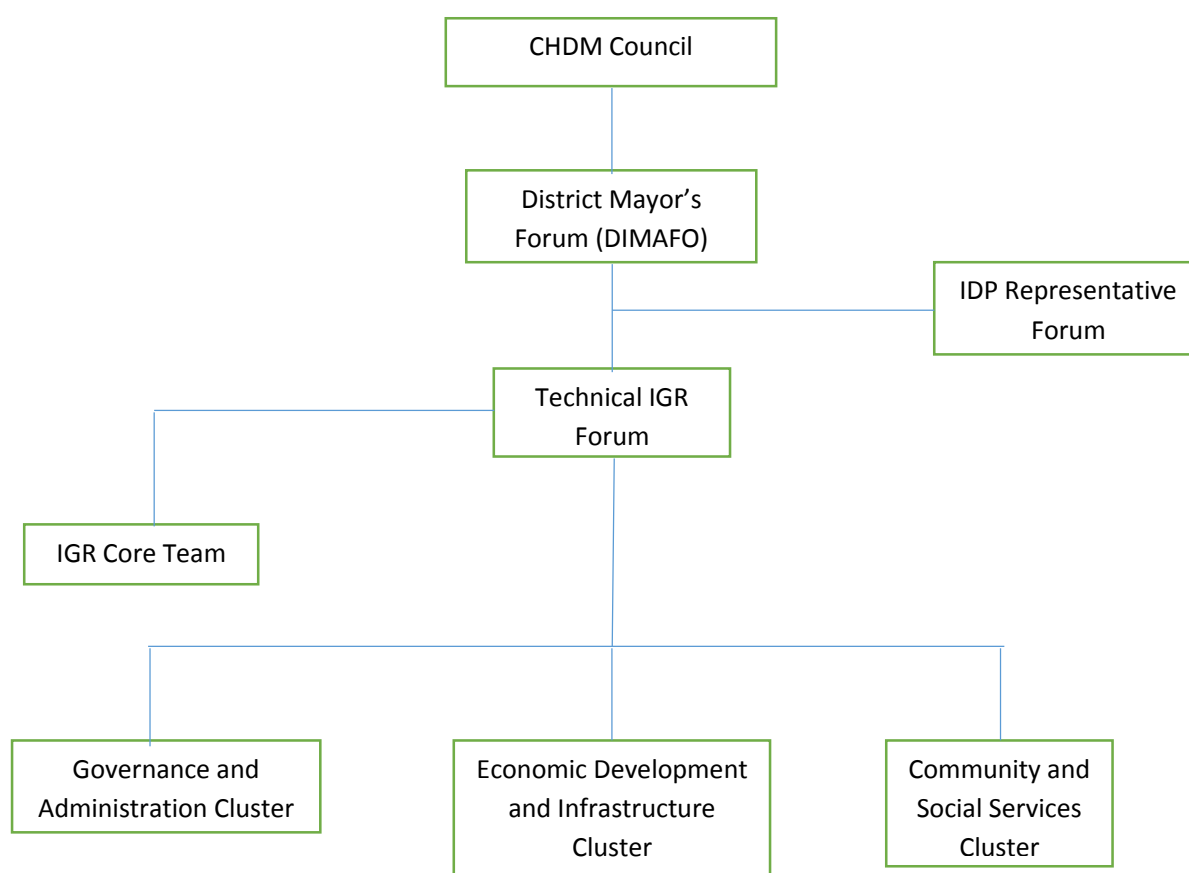 CHDM Council
District Mayor’s
Forum (DIMAFO)
IDP Representative
Forum
Technical IGR
Forum
IGR Core Team
Governance and
Administration Cluster
Economic Development
and Infrastructure
Cluster
Community and
Social Services
Cluster